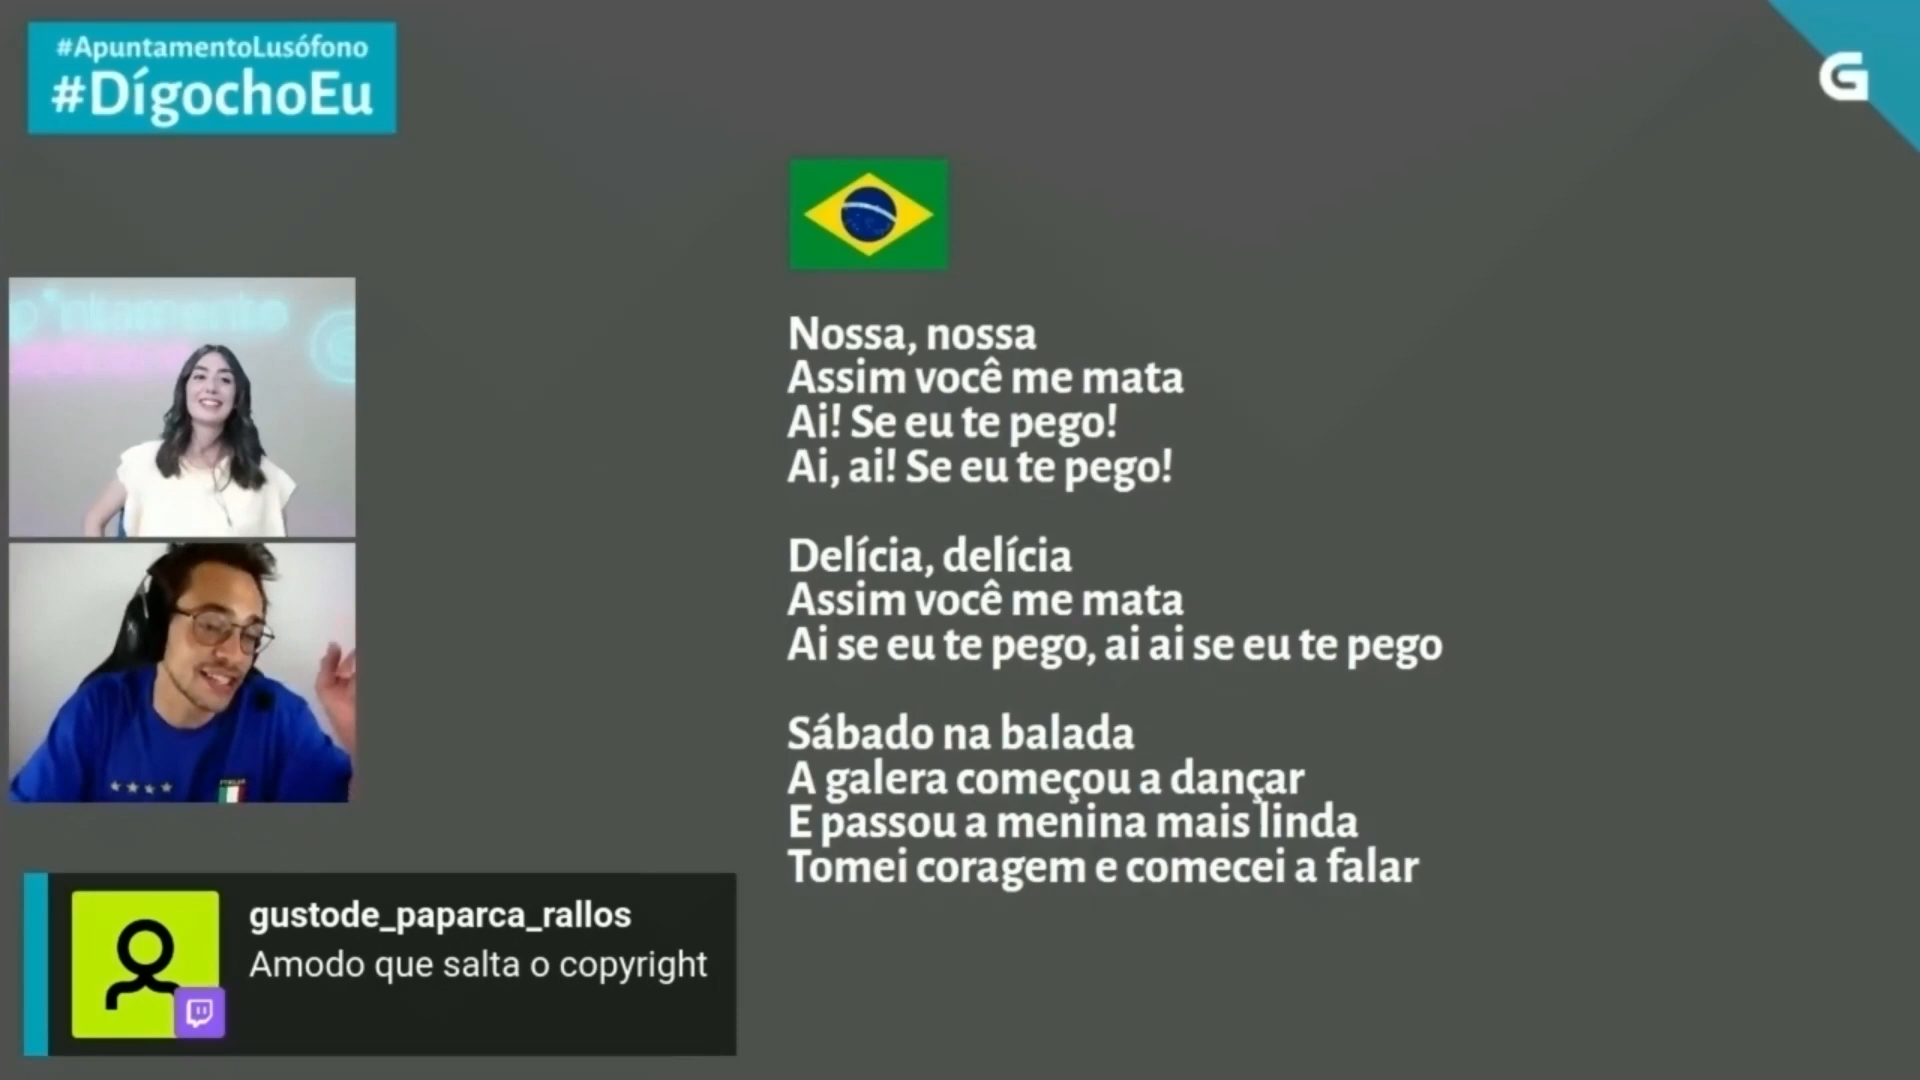 #ApuntamentoLusófono
#DígochoEu
G
Nossa, nossa
Assim você me mata
Ai! Se eu te pego!
Ai, ai! Se eu te pego!
Delícia, delícia
Assim você me mata
Ai se eu te pego, ai ai se eu te pego
Sábado na balada
A galera começou a dançar
E passou a menina mais linda
Tomei coragem e comecei a falar
gustode_paparca_rallos
Amodo que salta o copyright